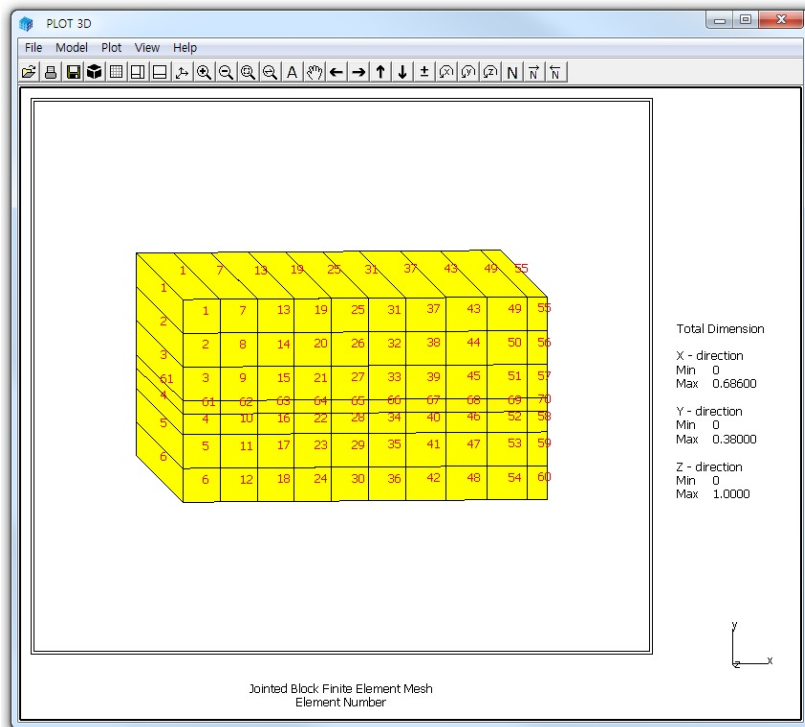 PLOT 3D
File Model Plot View Help
A ± X Y Z N N N
1 7 13 19 25 31 37 43 49 55
1
2
3
61
4
5
6
1 7 13 19 25 31 37 43 49 55
2 8 14 20 26 32 38 44 50 56
3 9 15 21 27 33 39 45 51 57
61 62 63 64 65 66 67 68 69 70
4 10 16 22 28 34 40 46 52 58
5 11 17 23 29 35 41 47 53 59
6 12 18 24 30 36 42 48 54 60
Total Dimension
X - direction
Min 0
Max 0.68600
Y - direction
Min 0
Max 0.38000
Z - direction
Min 0
Max 1.0000
y
z x
Jointed Block Finite Element Mesh
Element Number